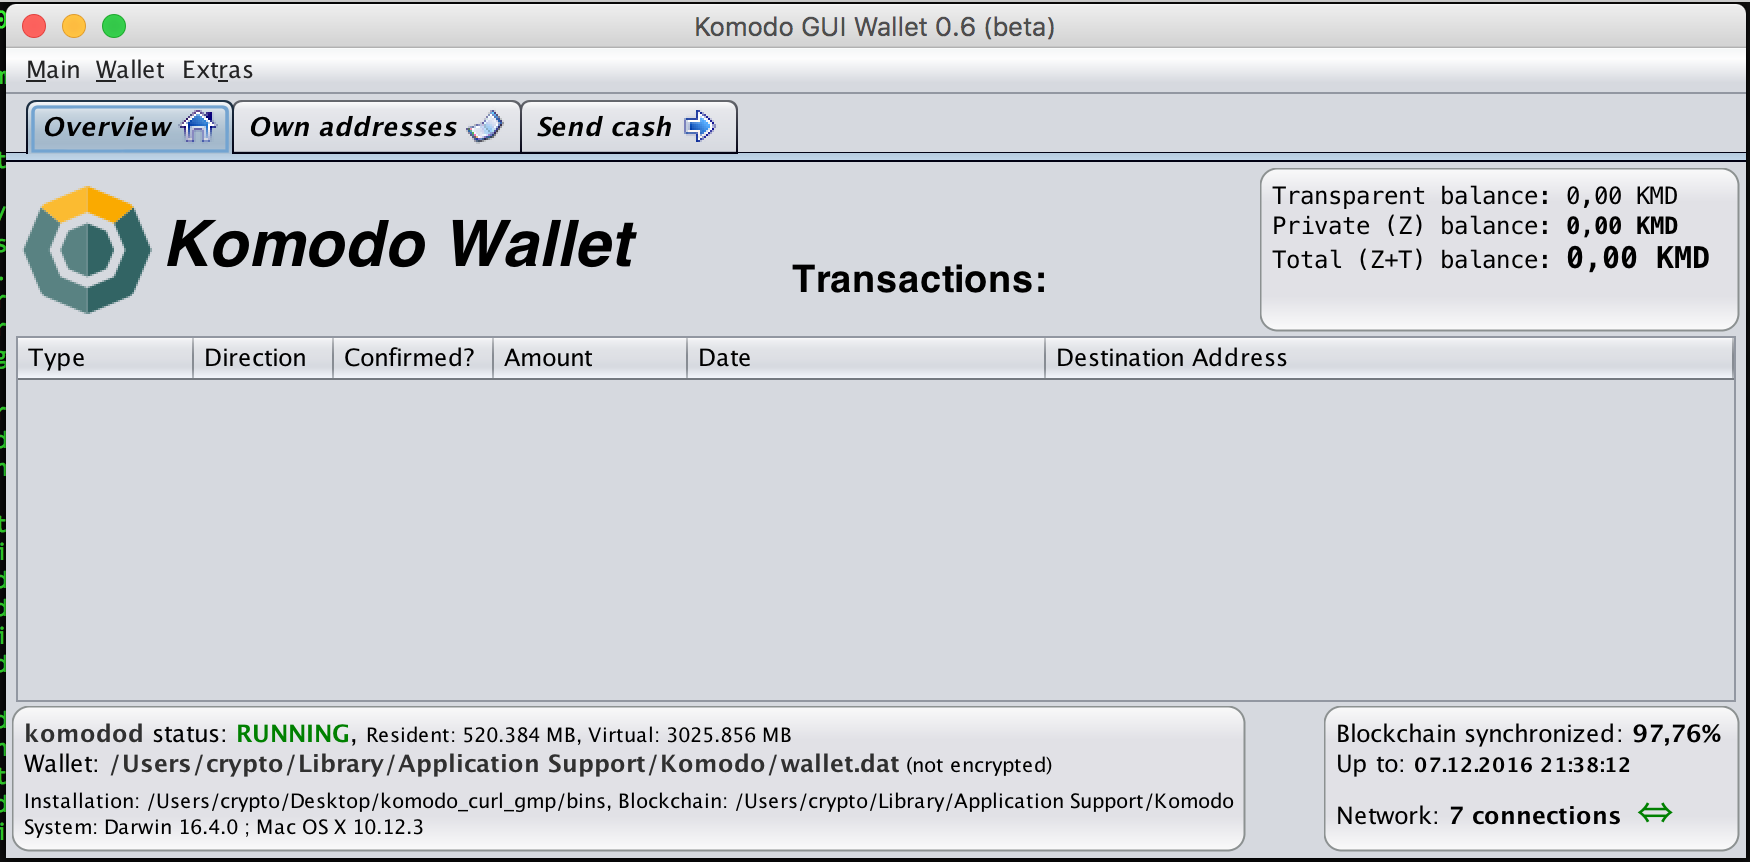 Komodo GUI Wallet 0.6 (beta)
Main Wallet Extras
Overview Own addresses Send cash
Komodo Wallet
Transactions:
Transparent balance: 0,00 KMD
Private (Z) balance: 0,00 KMD
Total (Z+T) balance: 0,00 KMD
Type Direction Confirmed? Amount Date Destination Address
komodod status: RUNNING, Resident: 520.384 MB, Virtual: 3025.856 MB
Wallet: /Users/crypto/Library/Application Support/Komodo/wallet.dat (not encrypted)
Installation: /Users/crypto/Desktop/komodo_curl_gmp/bins, Blockchain: /Users/crypto/Library/Application Support/Komodo
System: Darwin 16.4.0 ; Mac OS X 10.12.3
Blockchain synchronized: 97,76%
Up to: 07.12.2016 21:38:12
Network: 7 connections